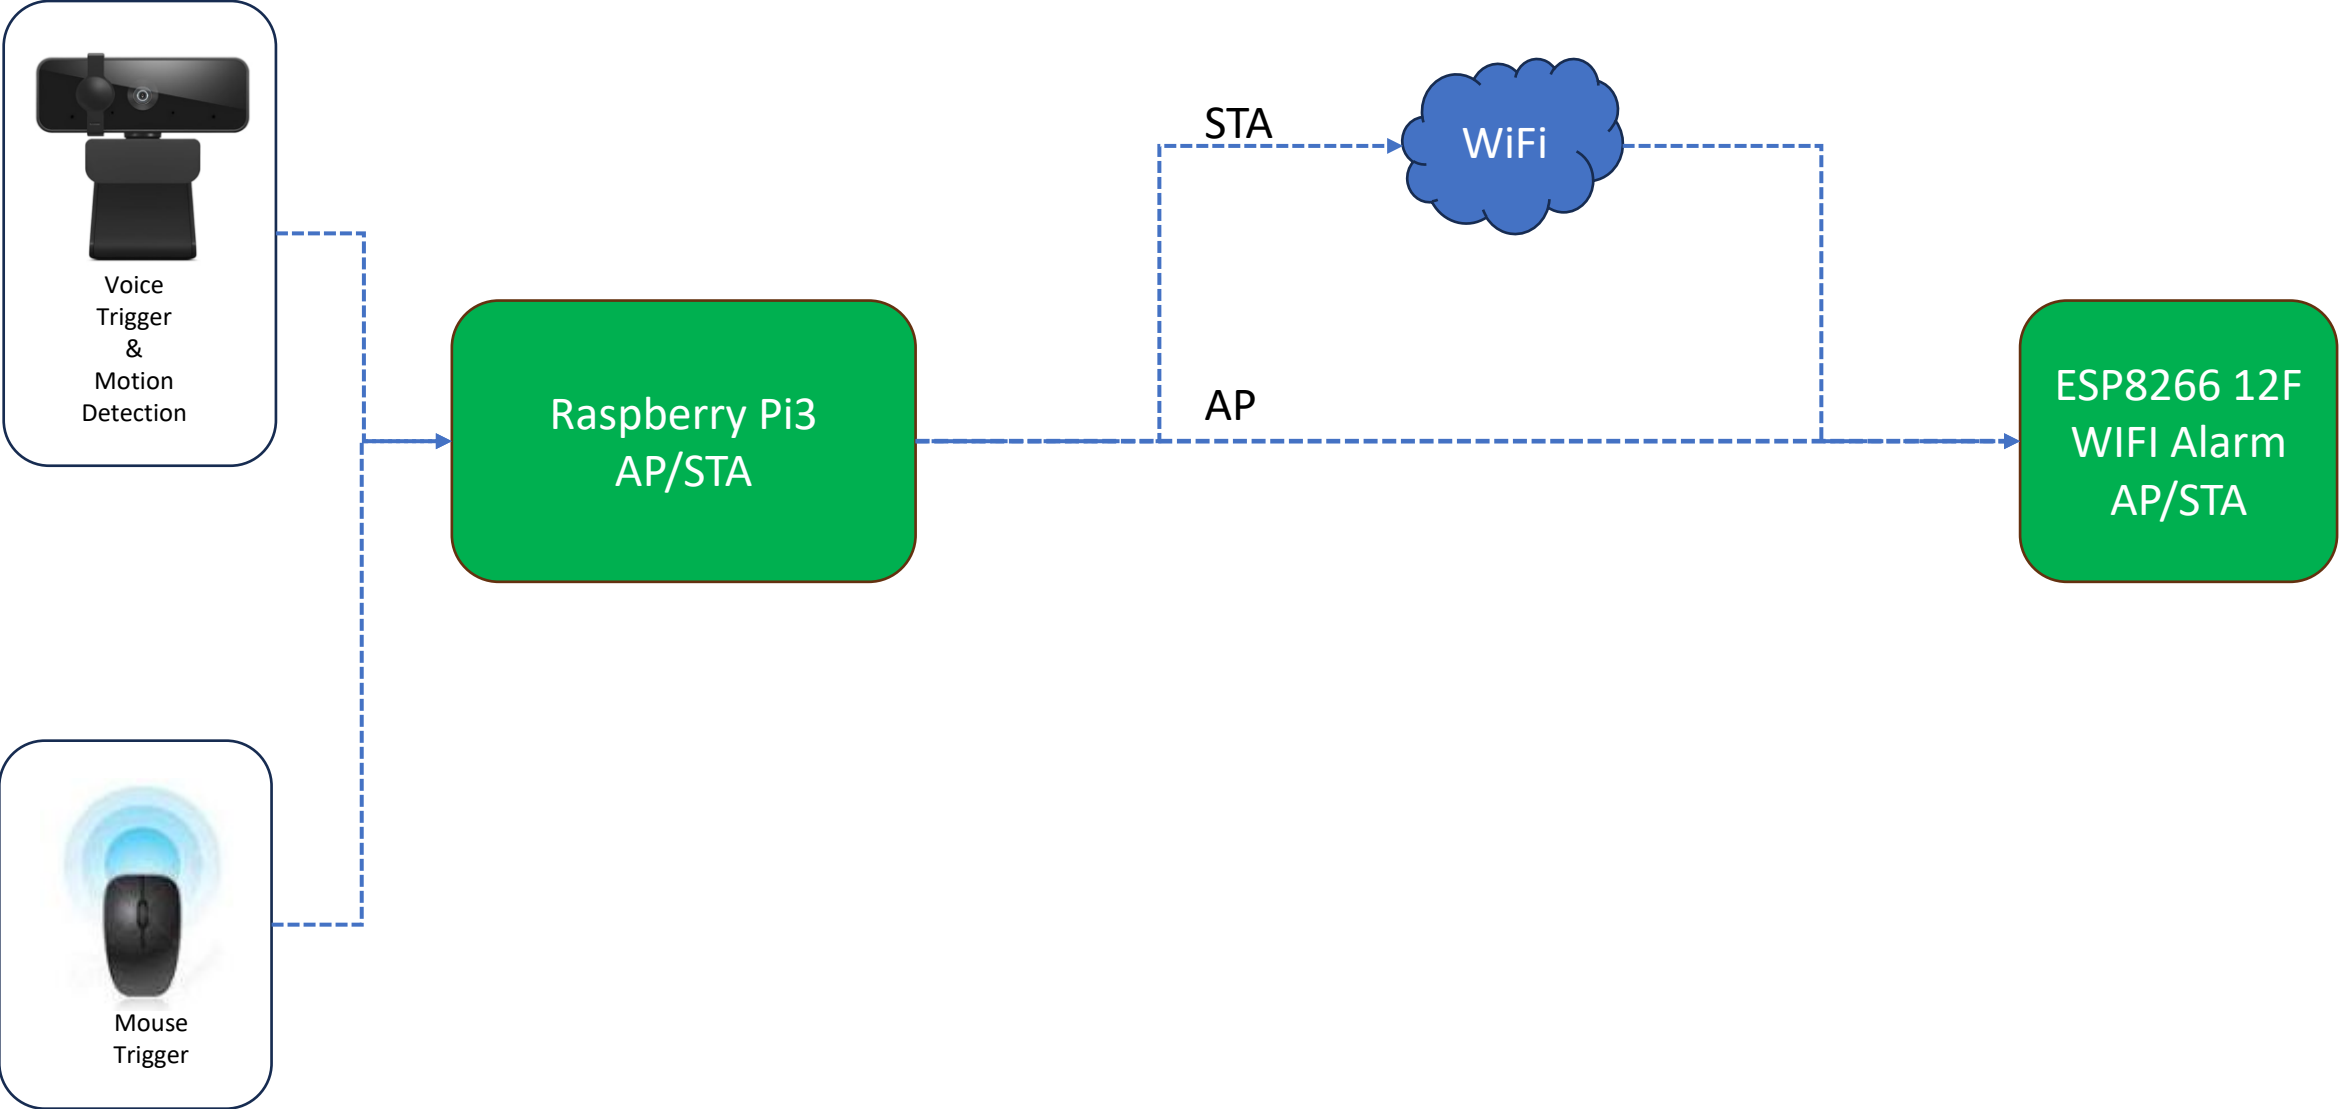 Voice
Trigger
&
Motion
Detection
Mouse
Trigger
Raspberry Pi3
AP/STA
STA
AP
WiFi
ESP8266 12F
WIFI Alarm
AP/STA